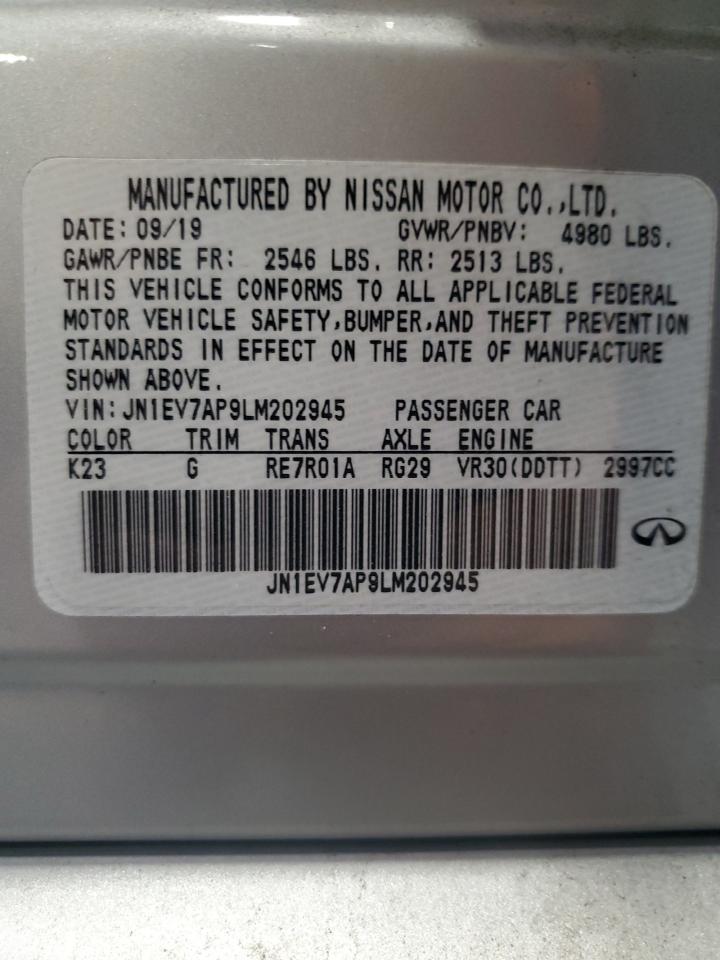 MANUFACTURED BY NISSAN MOTOR CO.,LTD.
DATE: 09/19 GVWR/PNBV: 4980 LBS.
GAWR/PNBE FR: 2546 LBS. RR: 2513 LBS.
THIS VEHICLE CONFORMS TO ALL APPLICABLE FEDERAL
MOTOR VEHICLE SAFETY,BUMPER,AND THEFT PREVENTION
STANDARDS IN EFFECT ON THE DATE OF MANUFACTURE
SHOWN ABOVE.
VIN:JN1EV7AP9LM202945 PASSENGER CAR
COLOR TRIM TRANS AXLE ENGINE
K23 G RE7R01A RG29 VR30(DDTT) 2997CC
JN1EV7AP9LM202945